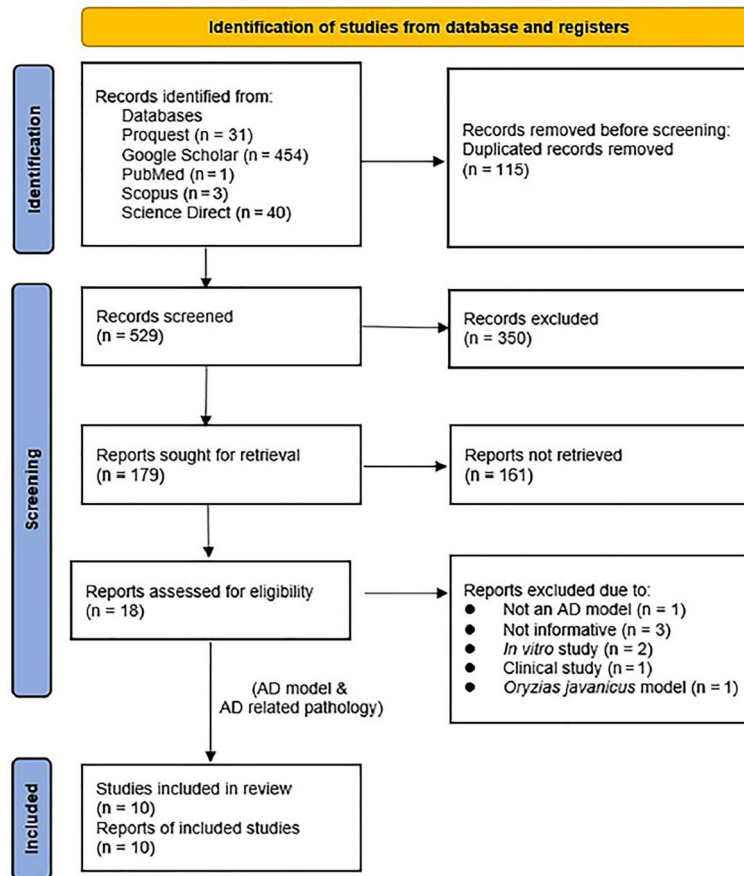 Identification of studies from database and registers
Identification
Records identified from:
Databases
Proquest (n = 31)
Google Scholar (n = 454)
PubMed (n = 1)
Scopus (n = 3)
Science Direct (n = 40)
Records removed before screening:
Duplicated records removed
(n = 115)
Screening
Records screened
(n = 529)
Records excluded
(n = 350)
Reports sought for retrieval
(n = 179)
Reports not retrieved
(n = 161)
Reports assessed for eligibility
(n = 18)
Reports excluded due to:
● Not an AD model (n = 1)
● Not informative (n = 3)
● In vitro study (n = 2)
● Clinical study (n = 1)
● Oryzias javanicus model (n = 1)
(AD model &
AD related pathology)
Included
Studies included in review
(n = 10)
Reports of included studies
(n = 10)